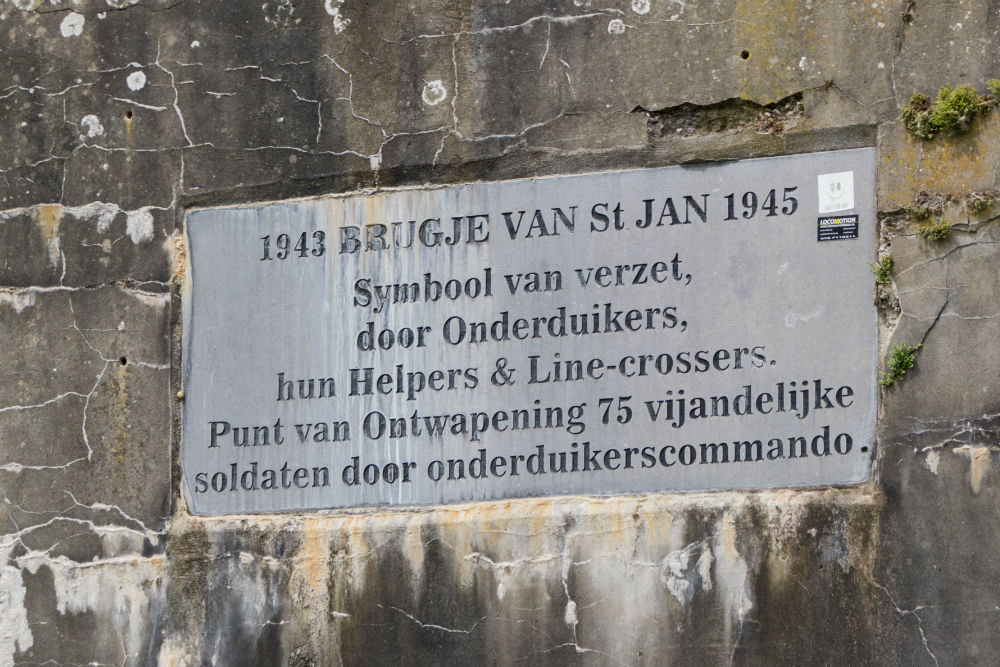 1943 BRUGJE VAN St JAN 1945
Symbool van verzet,
door Onderduikers,
hun Helpers & Line-crossers.
Punt van Ontwapening 75 vijandelijke
soldaten door onderduikerscommando.
LOCOMOTION